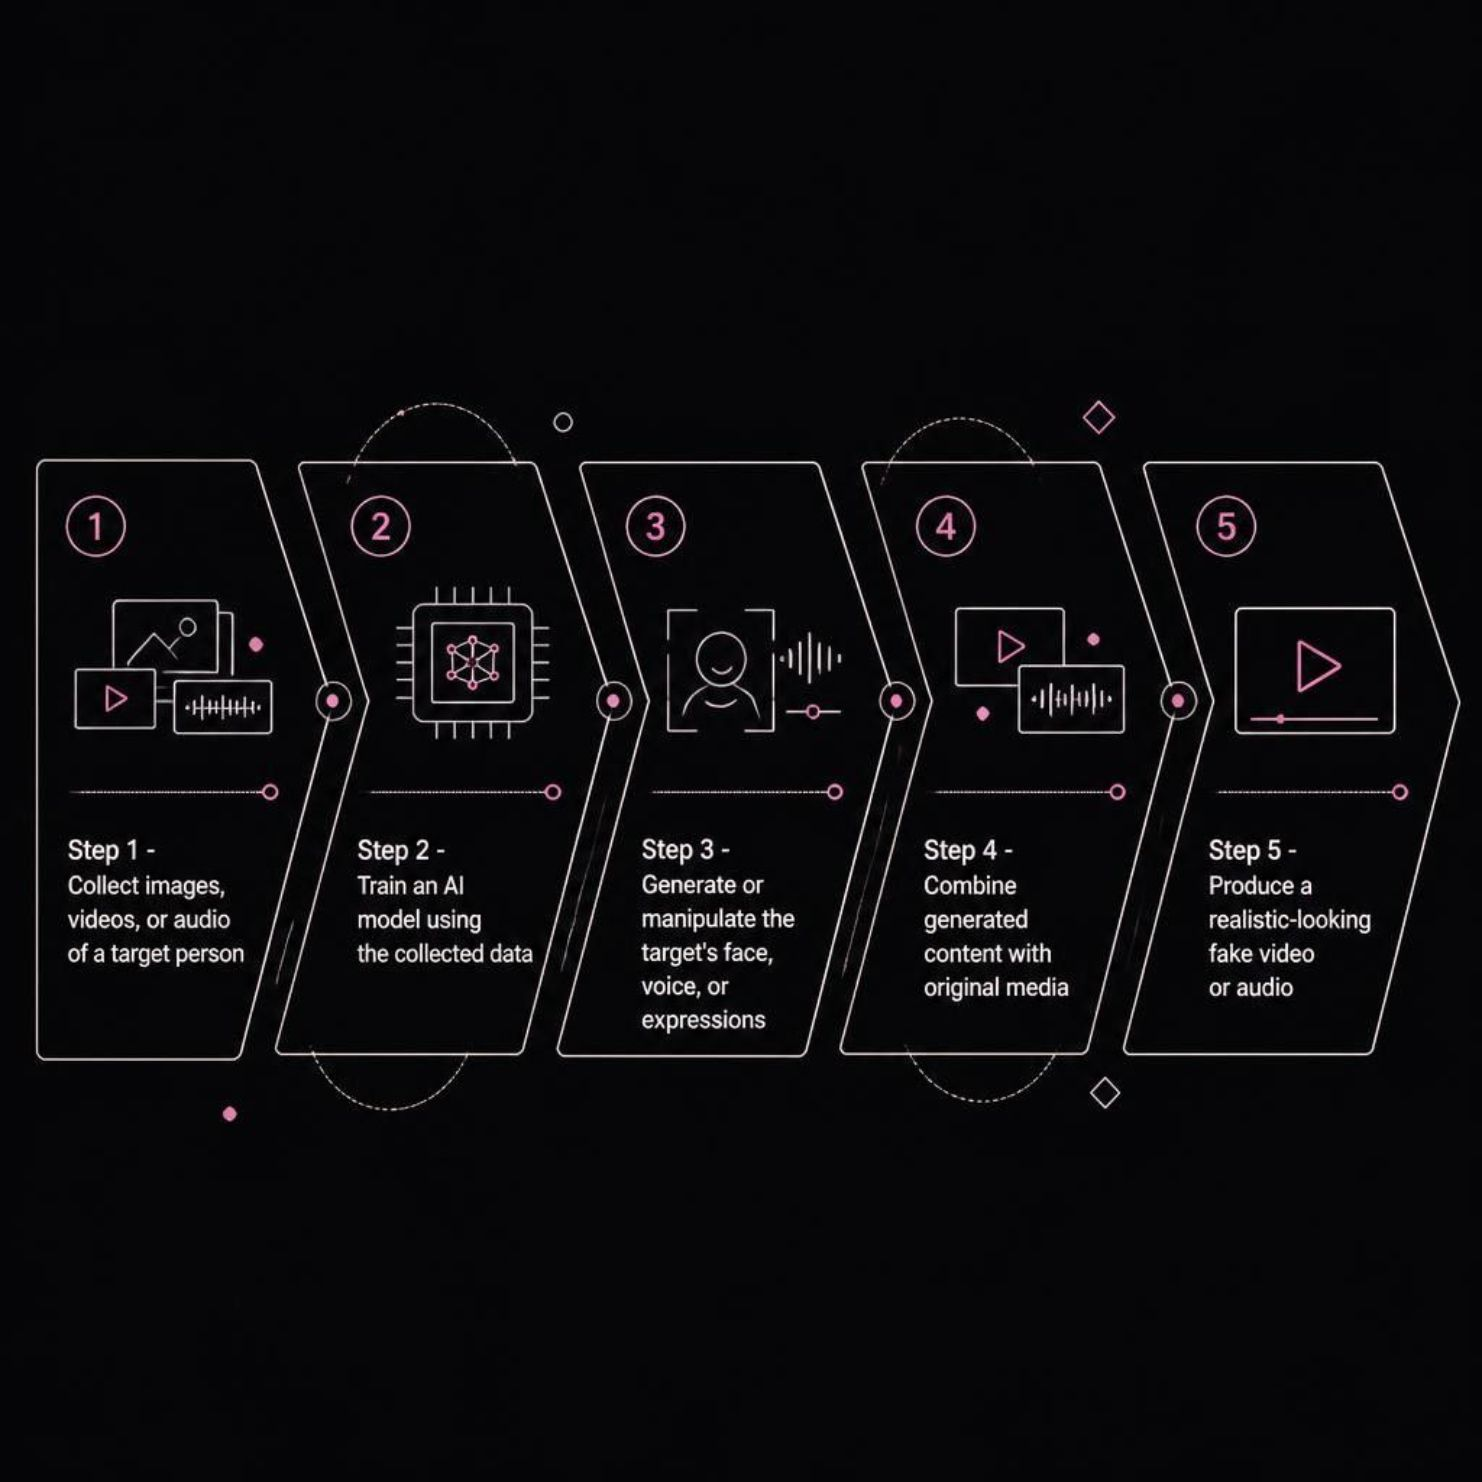 1
Step 1 -
Collect images,
videos, or audio
of a target person
2
Step 2 -
Train an AI
model using
the collected data
3
Step 3 -
Generate or
manipulate the
target's face,
voice, or
expressions
4
Step 4 -
Combine
generated
content with
original media
5
Step 5 -
Produce a
realistic-looking
fake video
or audio